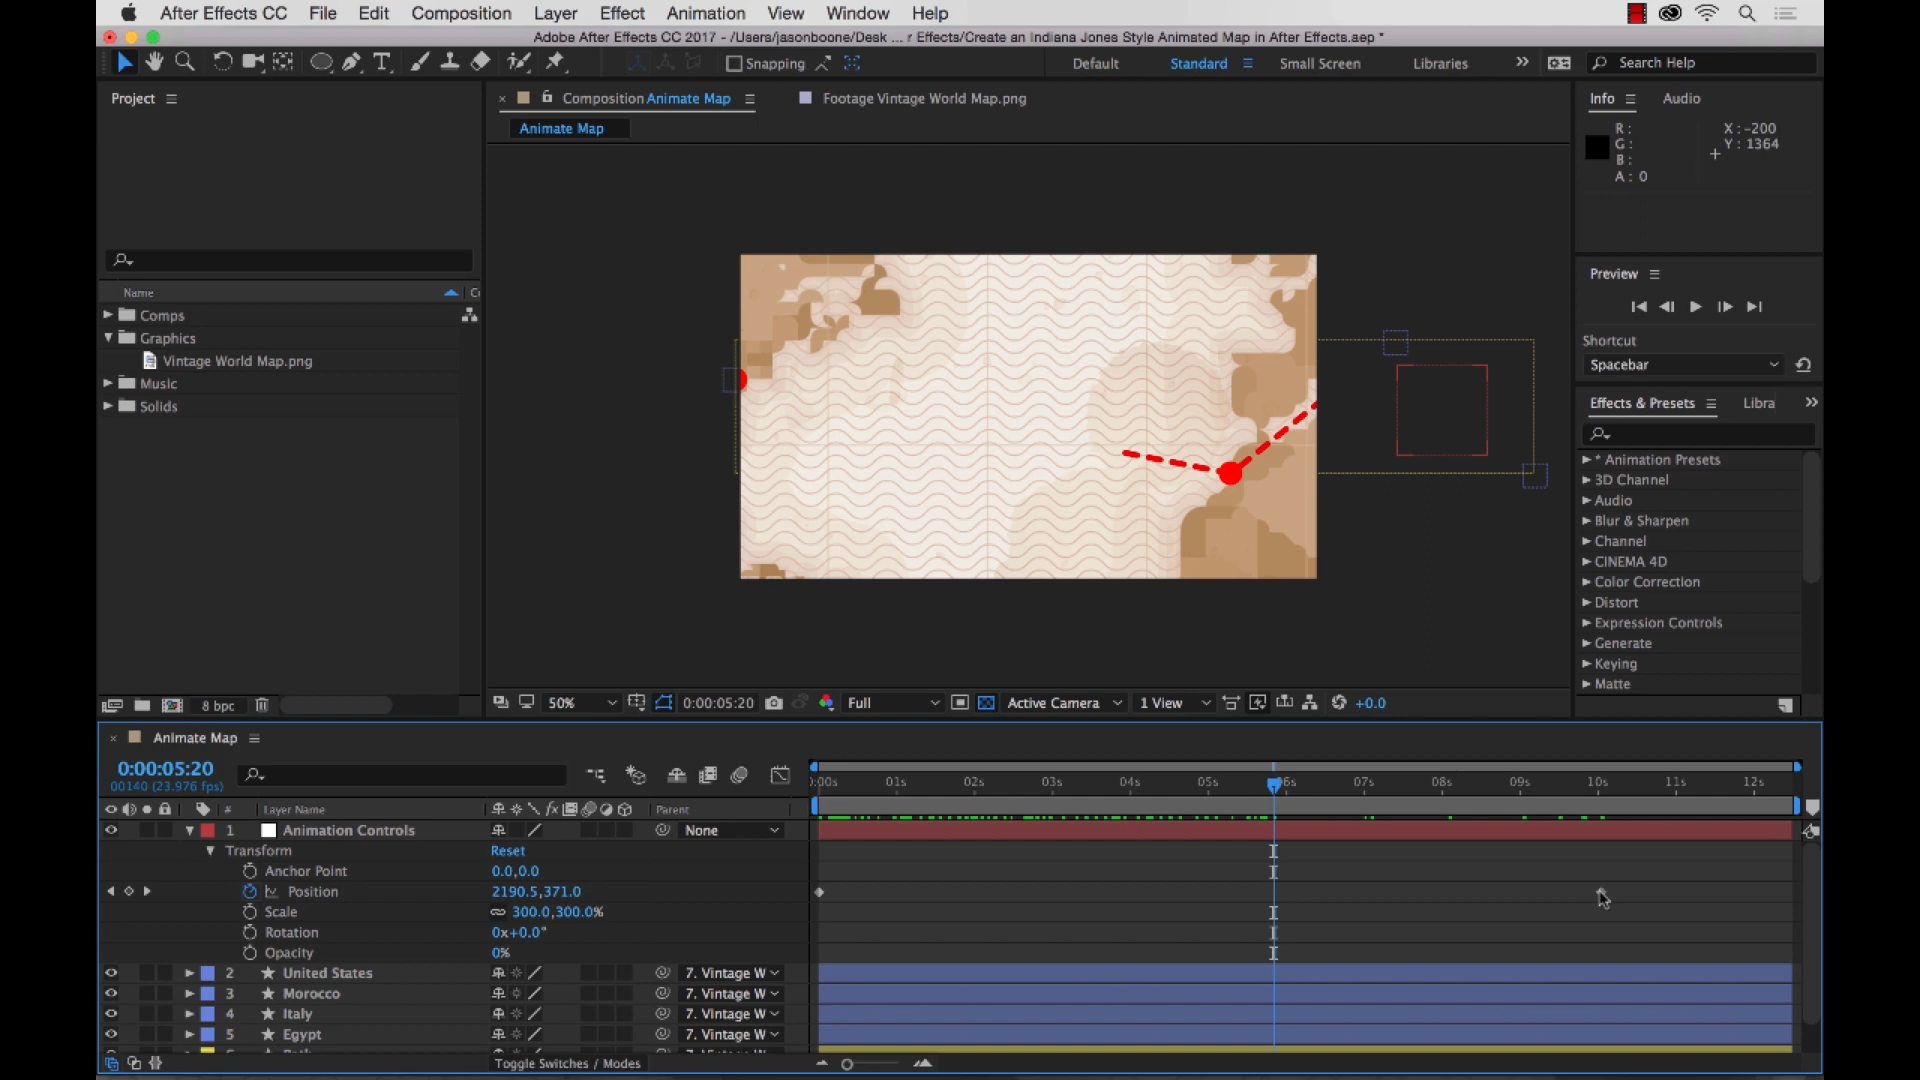 After Effects CC File Edit Composition Layer Effect Animation View Window Help
Adobe After Effects CC 2017 - /Users/jasonboone/Desk ... r Effects/Create an Indiana Jones Style Animated Map in After Effects.aep *
Snapping Default Standard Small Screen Libraries Search Help
Project
Composition Animate Map
Footage Vintage World Map.png
Animate Map
Info Audio
R :
G :
B :
A : 0
X : -200
Y : 1364
Preview
Shortcut
Spacebar
Name
Comps
Graphics
Vintage World Map.png
Music
Solids
Effects & Presets Libra
* Animation Presets
3D Channel
Audio
Blur & Sharpen
Channel
CINEMA 4D
Color Correction
Distort
Expression Controls
Generate
Keying
Matte
8 bpc
50% 0:00:05:20 Full Active Camera 1 View +0.0
Animate Map
0:00:05:20
00140 (23.976 fps)
:00s 01s 02s 03s 04s 05s 06s 07s 08s 09s 10s 11s 12s
# Layer Name Parent
1 Animation Controls None
Transform Reset
Anchor Point 0.0,0.0
Position 2190.5,371.0
Scale 300.0,300.0%
Rotation 0x+0.0°
Opacity 0%
2 United States 7. Vintage W
3 Morocco 7. Vintage W
4 Italy 7. Vintage W
5 Egypt 7. Vintage W
Toggle Switches / Modes